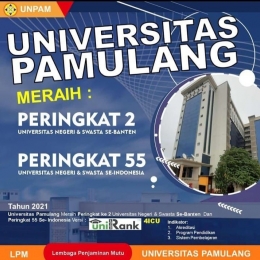 UNPAM
UNIVERSITAS
PAMULANG
MERAIH :
PERINGKAT 2
UNIVERSITAS NEGERI & SWASTA SE-BANTEN
PERINGKAT 55
UNIVERSITAS NEGERI & SWASTA SE-INDONESIA
Tahun 2021
Universitas Pamulang Meraih Peringkat ke 2 Universitas Negeri & Swasta Se-Banten, Dan
Peringkat 55 Se- Indonesia Versi :
uniRank
4ICU
Indikator:
1. Akreditasi
2. Program Pendidikan
3. Sistem Pembelajaran
LPM
Lembaga Penjaminan Mutu
UNIVERSITAS PAMULANG